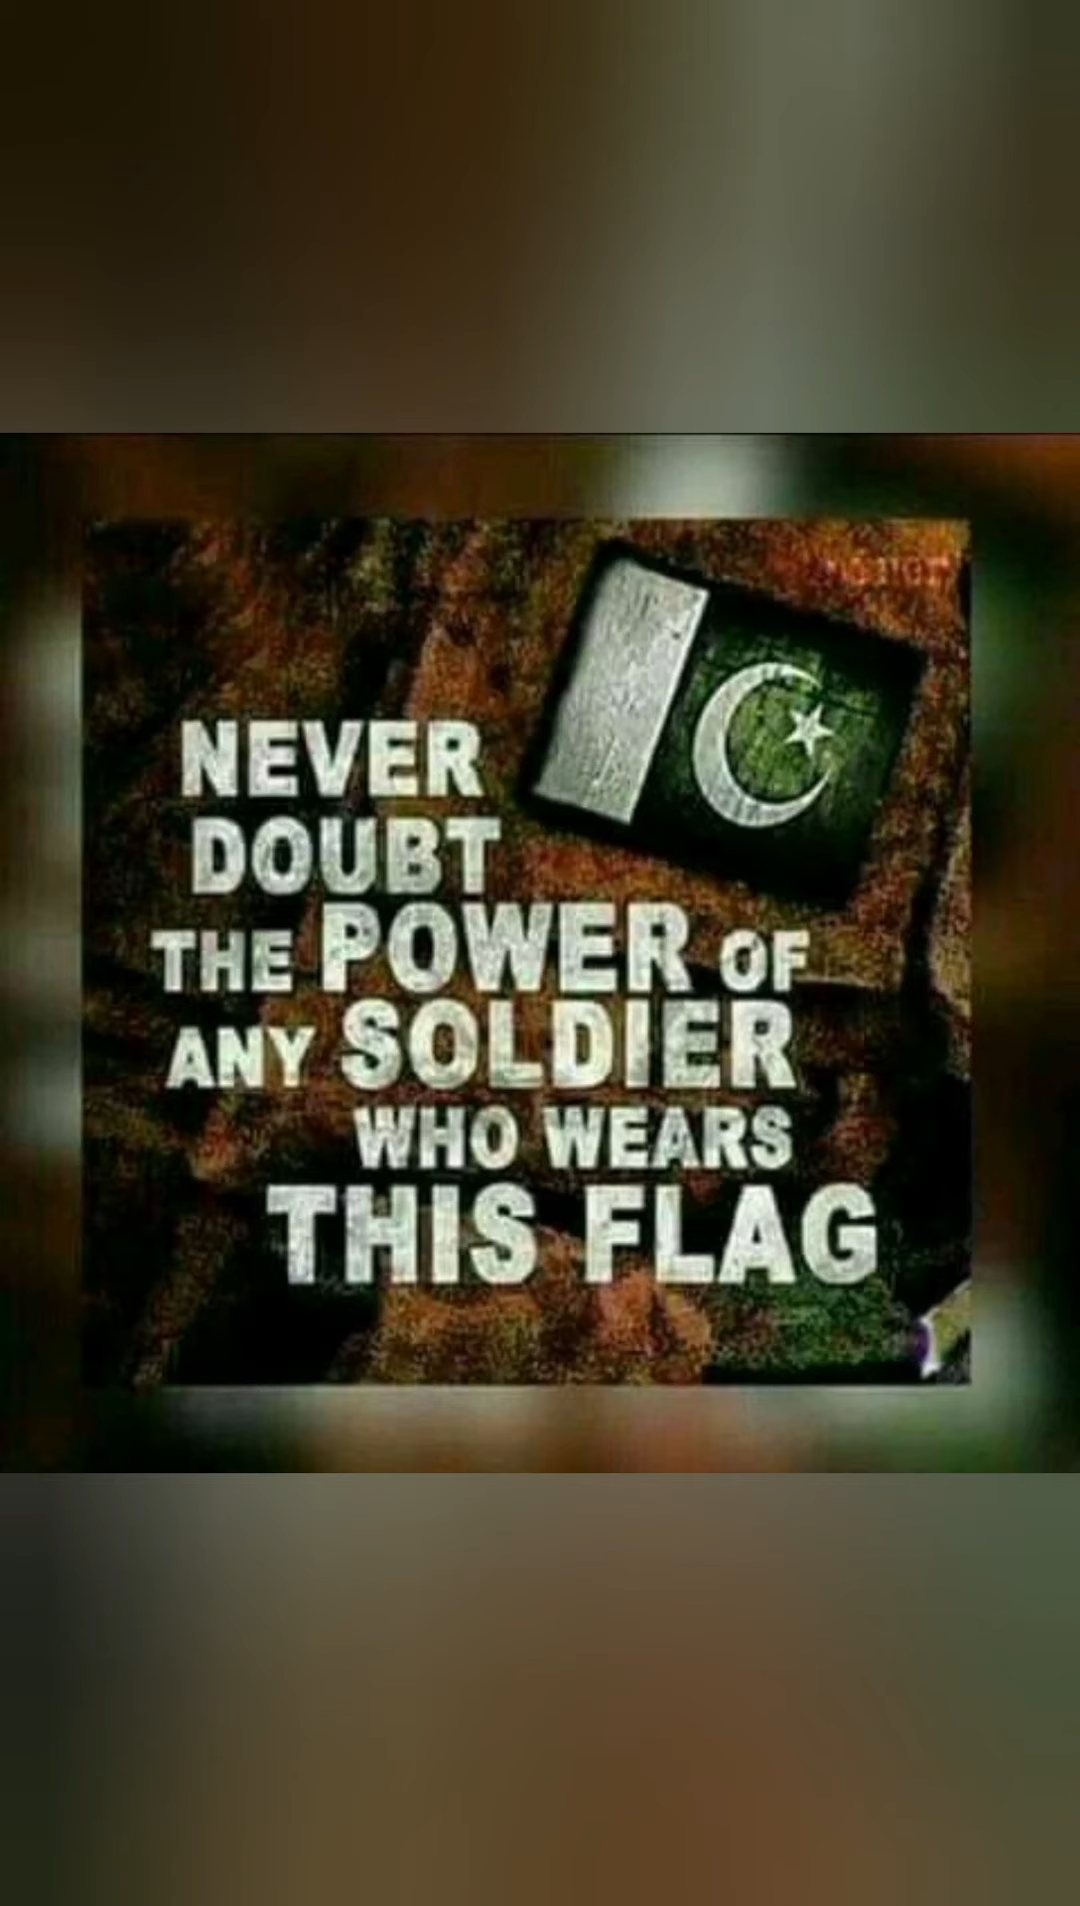 NEVER
DOUBT
THE POWER OF
ANY SOLDIER
WHO WEARS
THIS FLAG